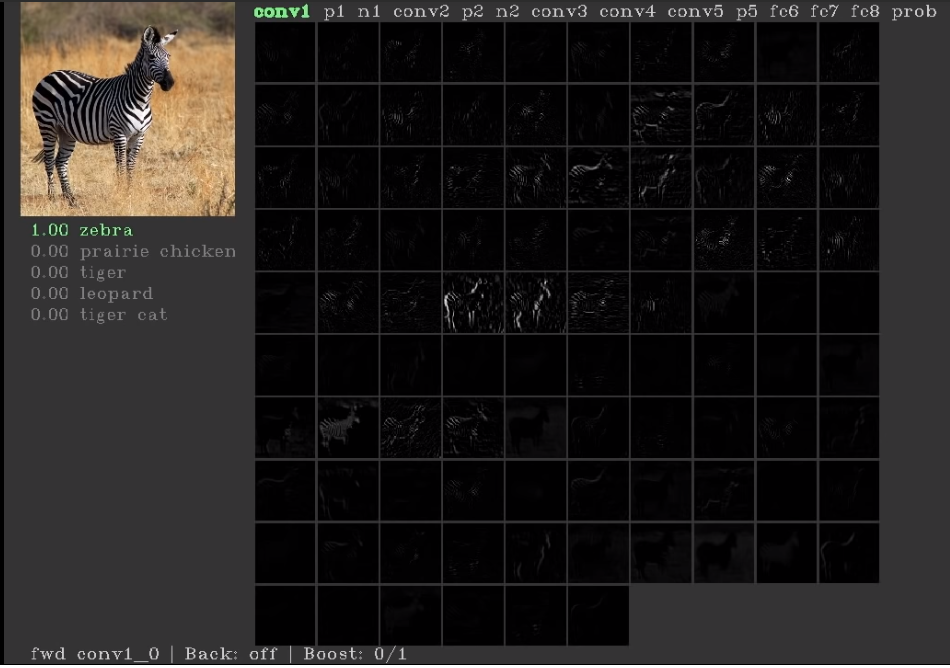 conv1 p1 n1 conv2 p2 n2 conv3 conv4 conv5 p5 fc6 fc7 fc8 prob
1.00 zebra
0.00 prairie chicken
0.00 tiger
0.00 leopard
0.00 tiger cat
fwd conv1_0 | Back: off | Boost: 0/1